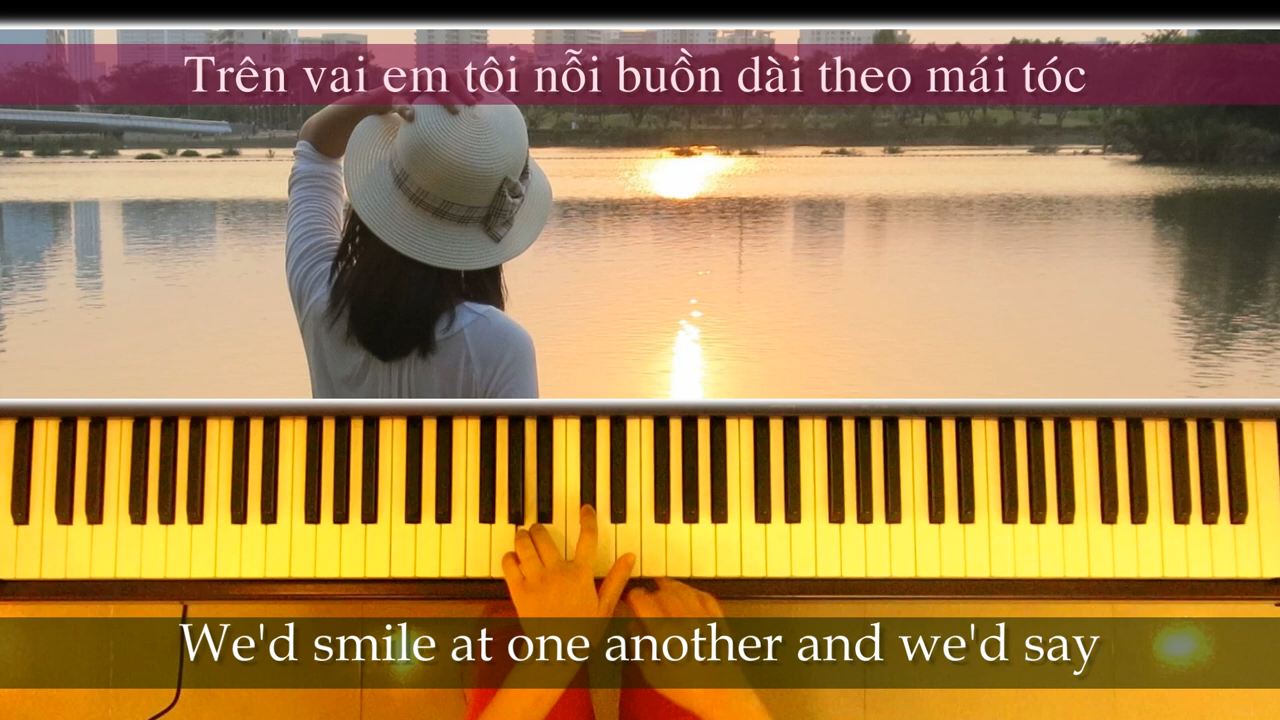 Trên vai em tôi nỗi buồn dài theo mái tóc
We'd smile at one another and we'd say